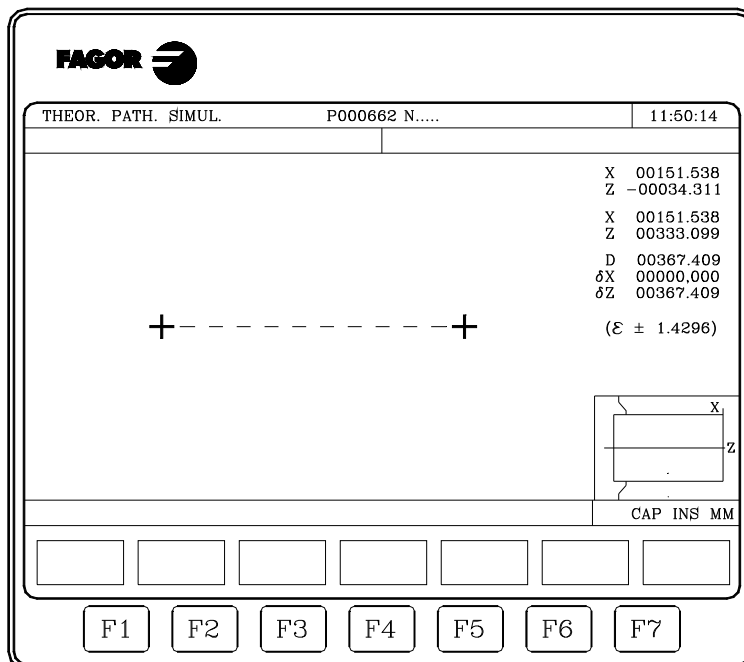 FAGOR
THEOR. PATH. SIMUL. P000662 N..... 11:50:14
X 00151.538
Z -00034.311
X 00151.538
Z 00333.099
D 00367.409
δX 00000,000
δZ 00367.409
(ε ± 1.4296)
X
Z
CAP INS MM
F1 F2 F3 F4 F5 F6 F7